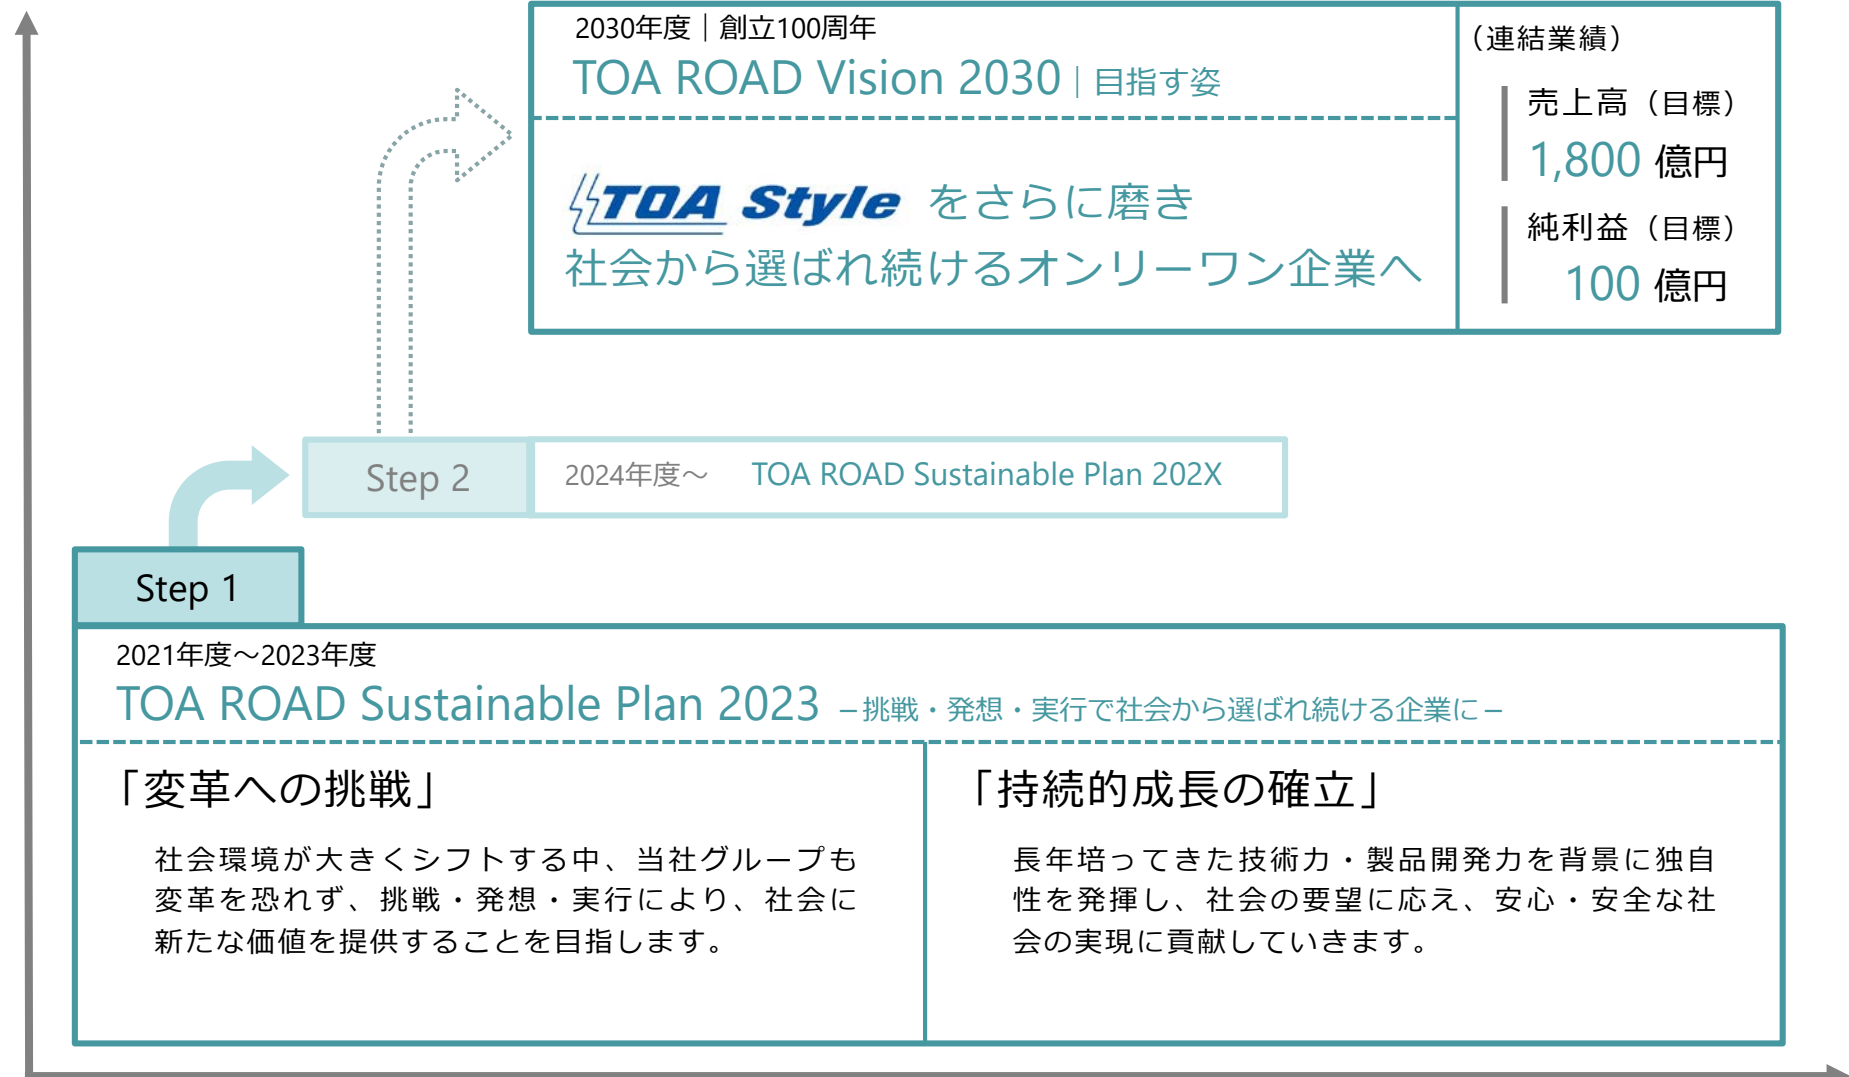 2030年度｜創立100周年
TOA ROAD Vision 2030｜目指す姿
TOA Style をさらに磨き
社会から選ばれ続けるオンリーワン企業へ
（連結業績）
売上高（目標）
1,800 億円
純利益（目標）
100 億円
Step 2
2024年度～ TOA ROAD Sustainable Plan 202X
Step 1
2021年度～2023年度
TOA ROAD Sustainable Plan 2023 －挑戦・発想・実行で社会から選ばれ続ける企業に－
「変革への挑戦」
社会環境が大きくシフトする中、当社グループも
変革を恐れず、挑戦・発想・実行により、社会に
新たな価値を提供することを目指します。
「持続的成長の確立」
長年培ってきた技術力・製品開発力を背景に独自
性を発揮し、社会の要望に応え、安心・安全な社
会の実現に貢献していきます。